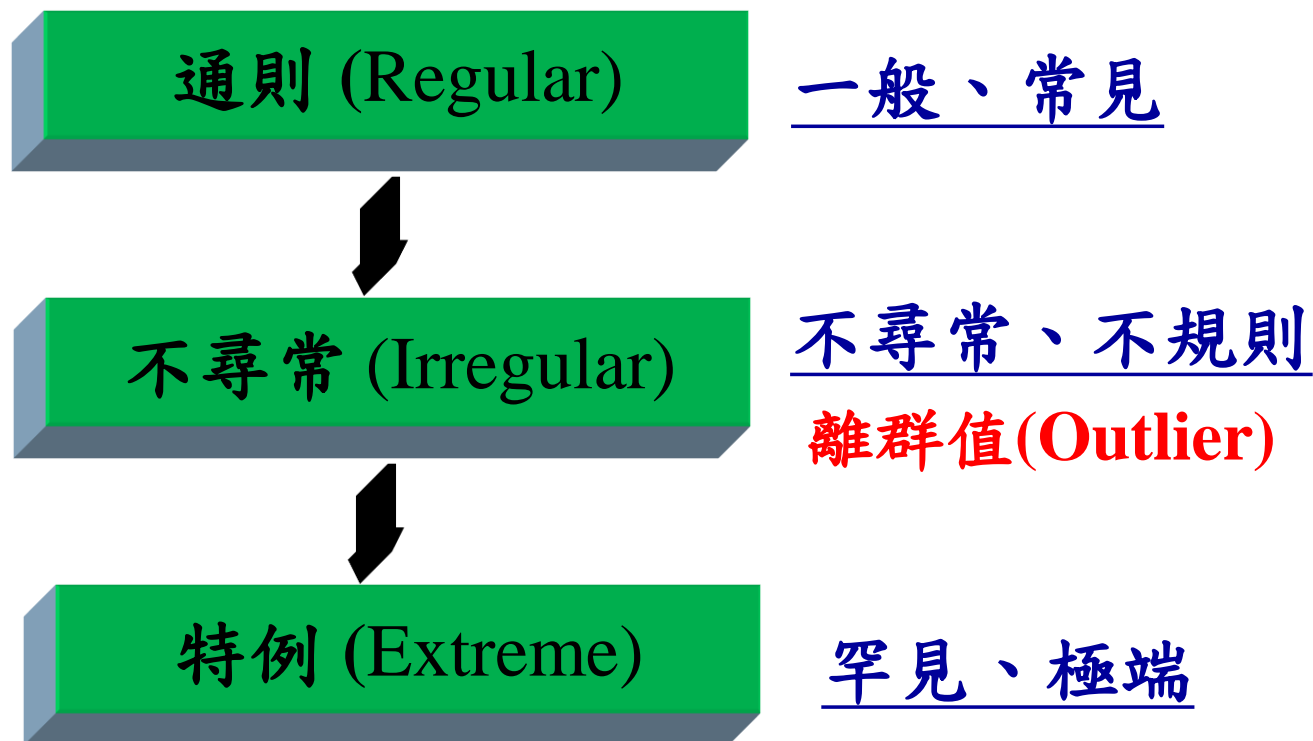 通則 (Regular)
一般、常見
不尋常 (Irregular)
不尋常、不規則
離群值(Outlier)
特例 (Extreme)
罕見、極端